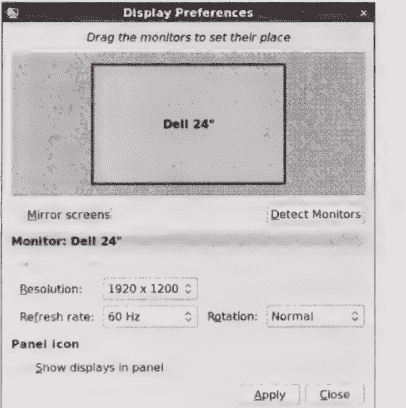 Display Preferences
Drag the monitors to set their place
Dell 24"
Mirror screens
Detect Monitors
Monitor: Dell 24"
Resolution: 1920 x 1200
Refresh rate: 60 Hz Rotation: Normal
Panel icon
Show displays in panel
Apply Close